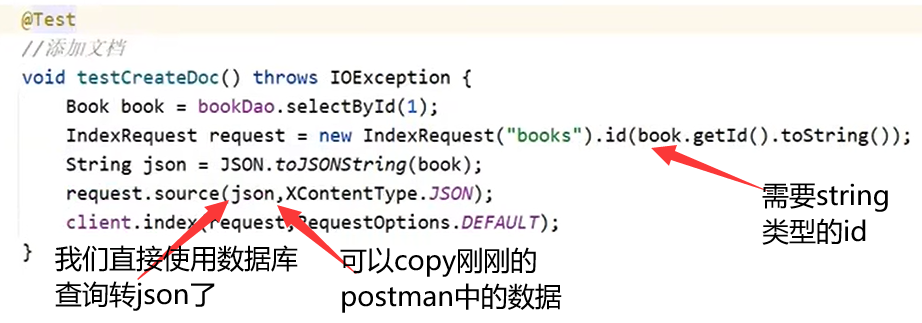 @Test
//添加文档
void testCreateDoc() throws IOException {
Book book = bookDao.selectById(1);
IndexRequest request = new IndexRequest("books").id(book.getId().toString());
String json = JSON.toJSONString(book);
request.source(json,XContentType.JSON);
client.index(request,RequestOptions.DEFAULT);
}
需要string
类型的id
我们直接使用数据库
查询转json了
可以copy刚刚的
postman中的数据